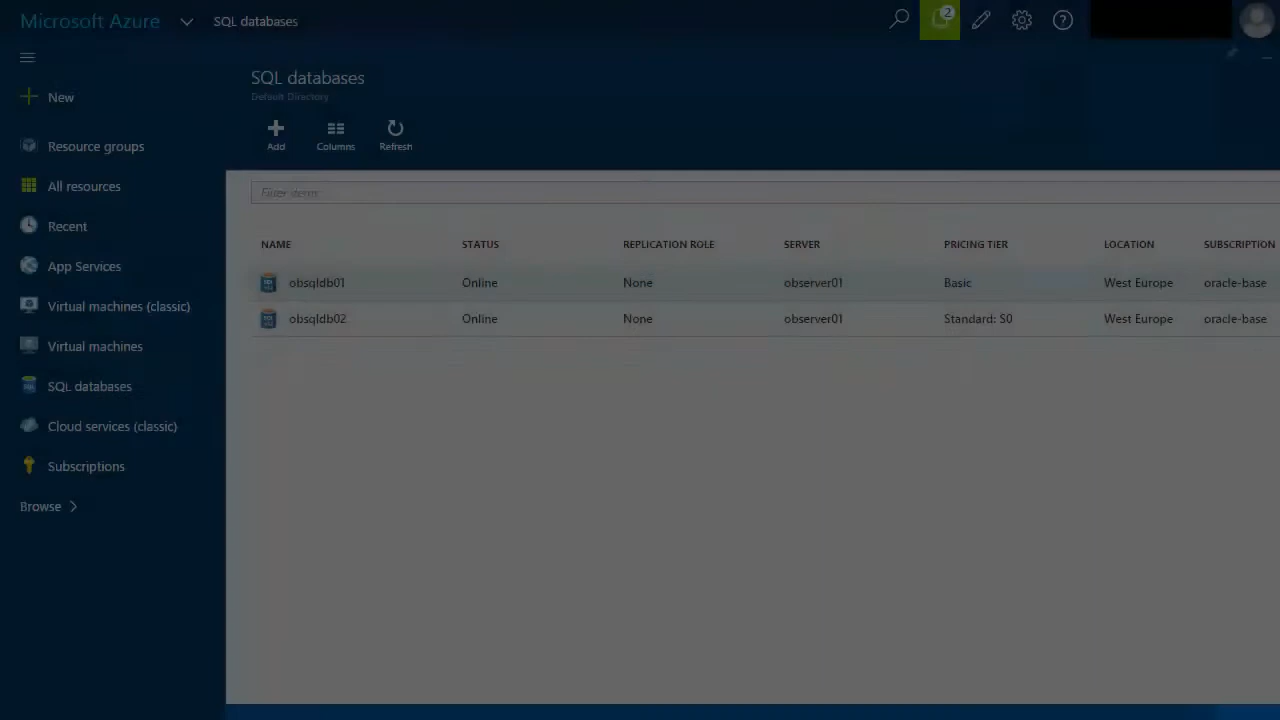 Microsoft Azure SQL databases 2 ?
SQL databases
Default Directory
New
Add Columns Refresh
Resource groups
All resources
Recent
App Services
Virtual machines (classic)
Virtual machines
SQL databases
Cloud services (classic)
Subscriptions
Browse
Filter items...
NAME STATUS REPLICATION ROLE SERVER PRICING TIER LOCATION SUBSCRIPTION
obsqldb01 Online None observer01 Basic West Europe oracle-base
obsqldb02 Online None observer01 Standard: S0 West Europe oracle-base